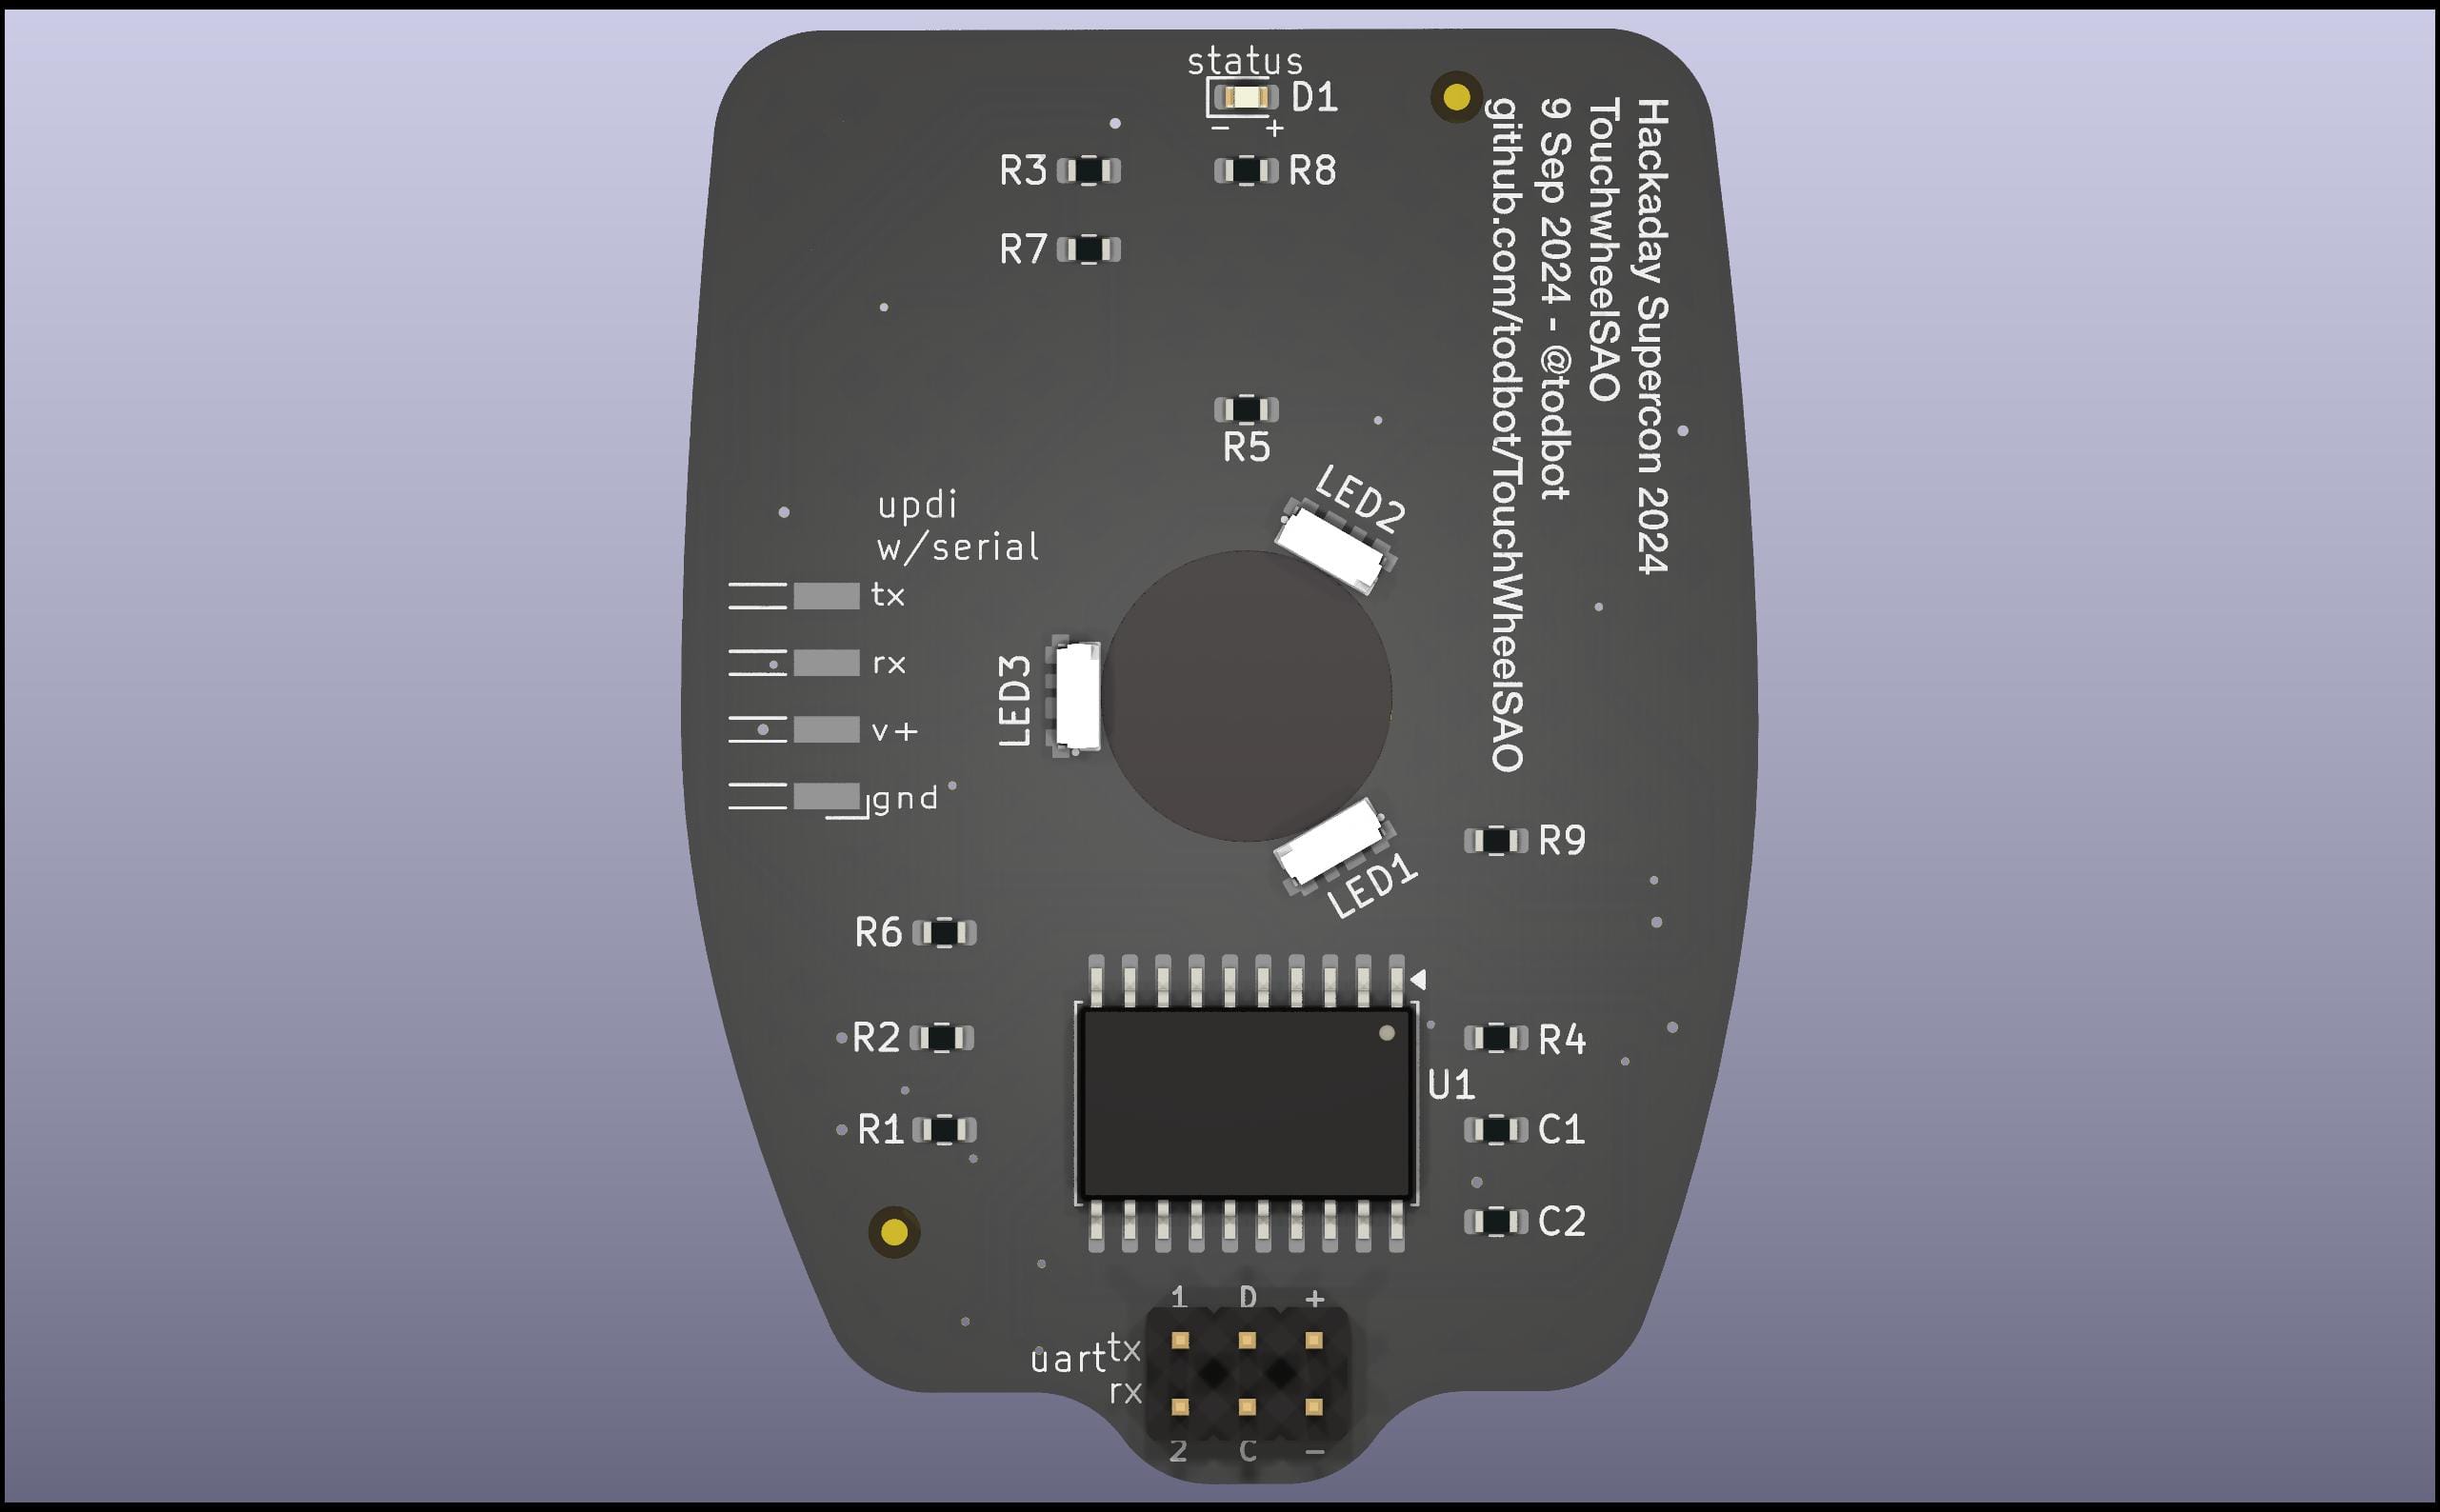 status
D1
− +
R3
R8
R7
R5
Hackaday Supercon 2024
TouchwheelSAO
9 Sep 2024 - @todbot
github.com/todbot/TouchWheelSAO
LED2
updi
w/serial
tx
rx
v+
gnd
LED3
LED1
R9
R6
R2
R4
U1
R1
C1
C2
1 D +
uart
tx
rx
2 C −